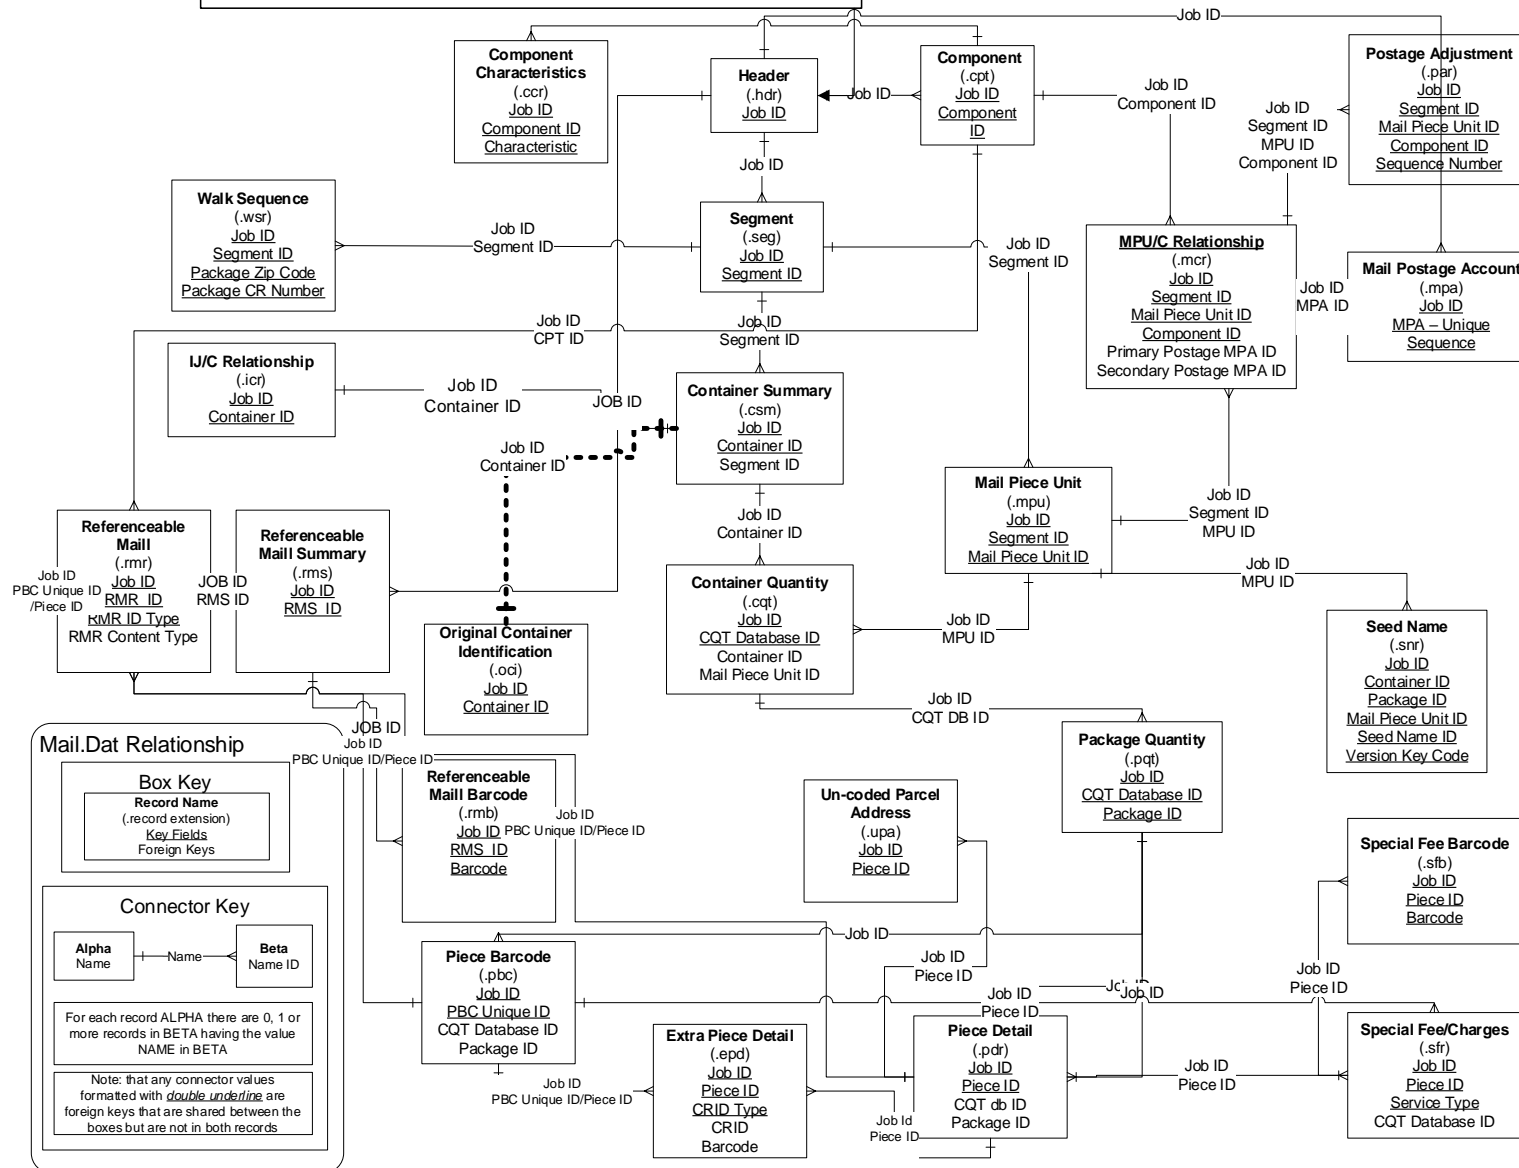 Job ID
Component
Characteristics
(.ccr)
Job ID
Component ID
Characteristic
Header
(.hdr)
Job ID
Job ID
Component
(.cpt)
Job ID
Component
ID
Job ID
Component ID
Job ID
Segment ID
MPU ID
Component ID
Postage Adjustment
(.par)
Job ID
Segment ID
Mail Piece Unit ID
Component ID
Sequence Number
Job ID
Walk Sequence
(.wsr)
Job ID
Segment ID
Package Zip Code
Package CR Number
Job ID
Segment ID
Segment
(.seg)
Job ID
Segment ID
Job ID
Segment ID
MPU/C Relationship
(.mcr)
Job ID
Segment ID
Mail Piece Unit ID
Component ID
Primary Postage MPA ID
Secondary Postage MPA ID
Job ID
MPA ID
Mail Postage Account
(.mpa)
Job ID
MPA – Unique
Sequence
Job ID
CPT ID
Job ID
Segment ID
IJ/C Relationship
(.icr)
Job ID
Container ID
Job ID
Container ID
JOB ID
Container Summary
(.csm)
Job ID
Container ID
Segment ID
Job ID
Container ID
Job ID
Container ID
Mail Piece Unit
(.mpu)
Job ID
Segment ID
Mail Piece Unit ID
Job ID
Segment ID
MPU ID
Job ID
MPU ID
Referenceable
Maill
(.rmr)
Job ID
RMR  ID
RMR ID Type
RMR Content Type
Job ID
PBC Unique ID
/Piece ID
JOB ID
RMS ID
Referenceable
Maill Summary
(.rms)
Job ID
RMS  ID
Original Container
Identification
(.oci)
Job ID
Container ID
Container Quantity
(.cqt)
Job ID
CQT Database ID
Container ID
Mail Piece Unit ID
Job ID
MPU ID
Seed Name
(.snr)
Job ID
Container ID
Package ID
Mail Piece Unit ID
Seed Name ID
Version Key Code
Job ID
CQT DB ID
Package Quantity
(.pqt)
Job ID
CQT Database ID
Package ID
JOB ID
Job ID
PBC Unique ID/Piece ID
Mail.Dat Relationship
Box Key
Record Name
(.record extension)
Key Fields
Foreign Keys
Referenceable
Maill Barcode
(.rmb)
Job ID
RMS  ID
Barcode
Job ID
PBC Unique ID/Piece ID
Un-coded Parcel
Address
(.upa)
Job ID
Piece ID
Special Fee Barcode
(.sfb)
Job ID
Piece ID
Barcode
Connector Key
Alpha
Name
Name
Beta
Name ID
For each record ALPHA there are 0, 1 or
more records in BETA having the value
NAME in BETA
Note: that any connector values
formatted with double underline are
foreign keys that are shared between the
boxes but are not in both records
Job ID
Piece Barcode
(.pbc)
Job ID
PBC Unique ID
CQT Database ID
Package ID
Job ID
Piece ID
Job ID
Job ID
Piece ID
Job ID
Piece ID
Extra Piece Detail
(.epd)
Job ID
Piece ID
CRID Type
CRID
Barcode
Job ID
PBC Unique ID/Piece ID
Piece Detail
(.pdr)
Job ID
Piece ID
CQT db ID
Package ID
Job Id
Piece ID
Job ID
Piece ID
Special Fee/Charges
(.sfr)
Job ID
Piece ID
Service Type
CQT Database ID